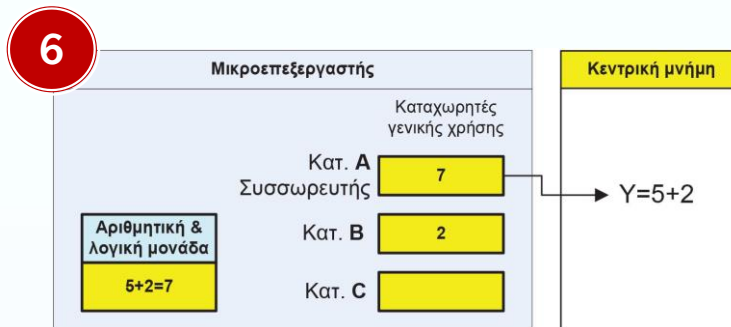 6
Μικροεπεξεργαστής
Κεντρική μνήμη
Καταχωρητές
γενικής χρήσης
Κατ. A
Συσσωρευτής
7
Y=5+2
Αριθμητική &
λογική μονάδα
5+2=7
Κατ. B
2
Κατ. C